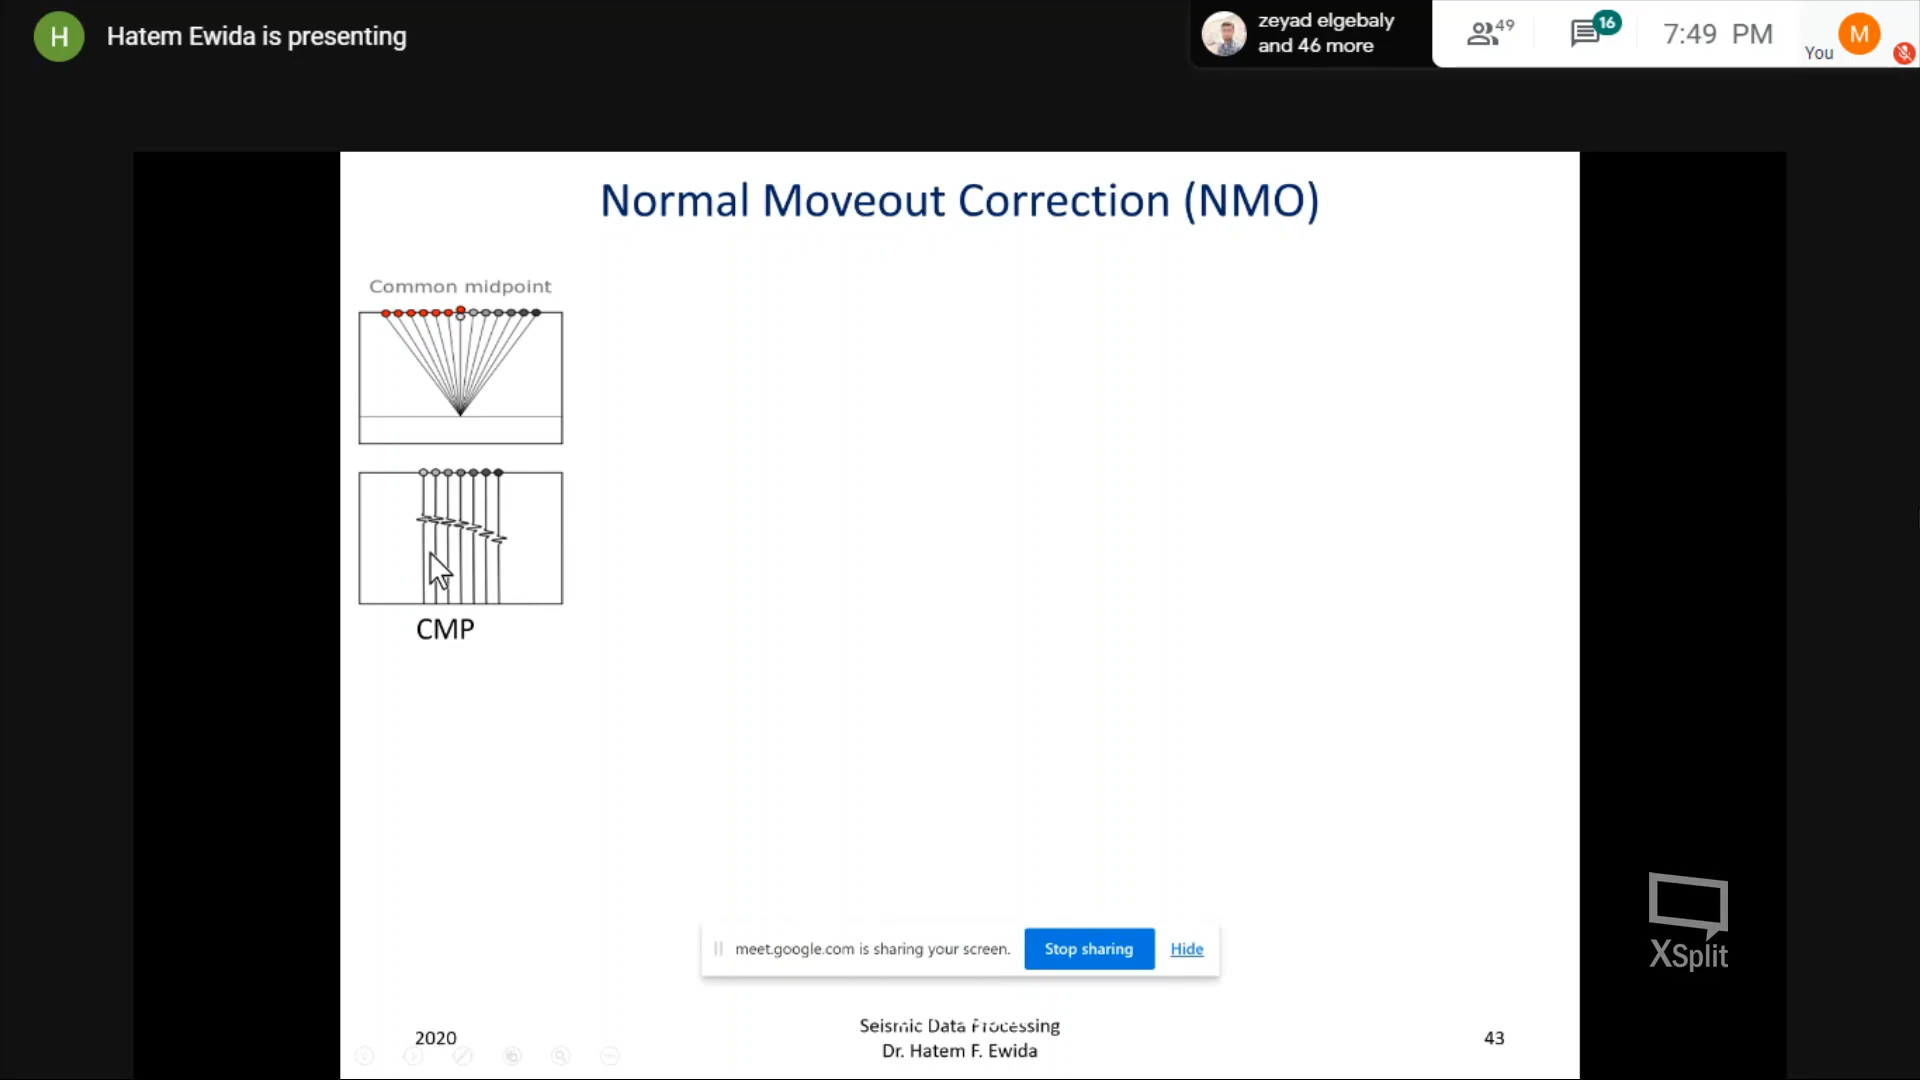 H
Hatem Ewida is presenting
zeyad elgebaly
and 46 more
49
16
7:49 PM
You
M
Normal Moveout Correction (NMO)
Common midpoint
CMP
meet.google.com is sharing your screen.
Stop sharing
Hide
XSplit
2020
Seismic Data Processing
Dr. Hatem F. Ewida
43